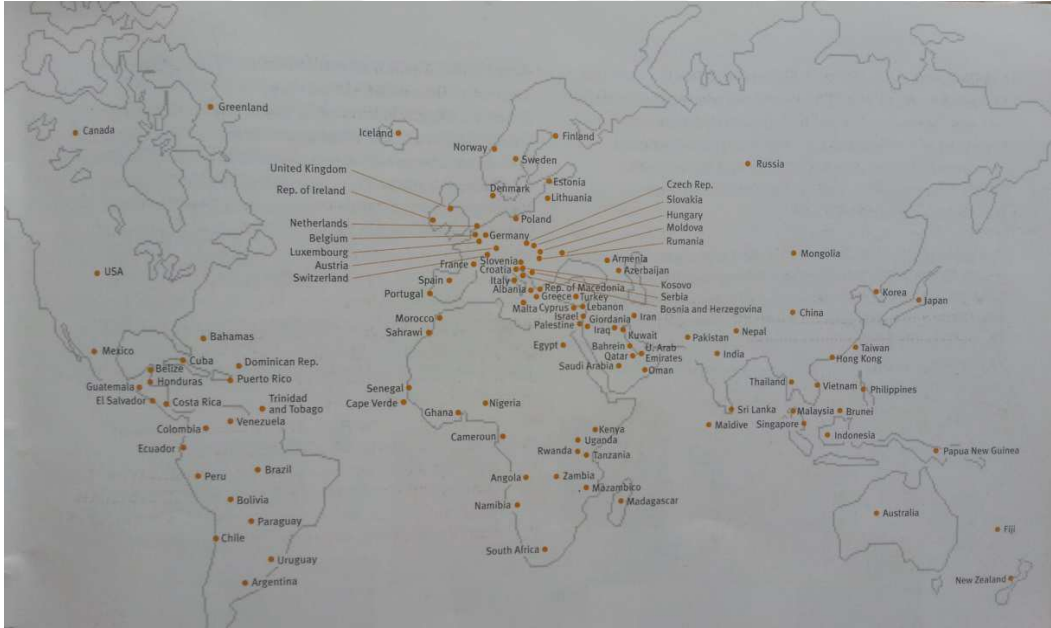 Greenland
Canada
Iceland
Finland
Norway
Sweden
Russia
United Kingdom
Rep. of Ireland
Denmark
Estonia
Lithuania
Czech Rep.
Slovakia
Hungary
Moldova
Rumania
Netherlands
Belgium
Luxembourg
Austria
Switzerland
Poland
Germany
France
Slovenia
Croatia
Italy
Albania
Spain
Portugal
Malta
Greece
Rep. of Macedonia
Kosovo
Serbia
Bosnia and Herzegovina
Armenia
Azerbaijan
Mongolia
USA
Turkey
Cyprus
Lebanon
Israel
Palestine
Giordania
Iraq
Iran
Kuwait
Korea
Japan
China
Morocco
Sahrawi
Egypt
Bahrein
Qatar
U. Arab
Emirates
Saudi Arabia
Oman
Pakistan
Nepal
India
Taiwan
Hong Kong
Bahamas
Mexico
Cuba
Belize
Honduras
Dominican Rep.
Puerto Rico
Guatemala
El Salvador
Costa Rica
Trinidad
and Tobago
Venezuela
Colombia
Ecuador
Senegal
Cape Verde
Ghana
Nigeria
Cameroun
Kenya
Uganda
Rwanda
Tanzania
Thailand
Vietnam
Philippines
Sri Lanka
Maldive
Malaysia
Brunei
Singapore
Indonesia
Papua New Guinea
Peru
Brazil
Bolivia
Paraguay
Chile
Uruguay
Argentina
Angola
Zambia
Mazambico
Madagascar
Namibia
South Africa
Australia
Fiji
New Zealand